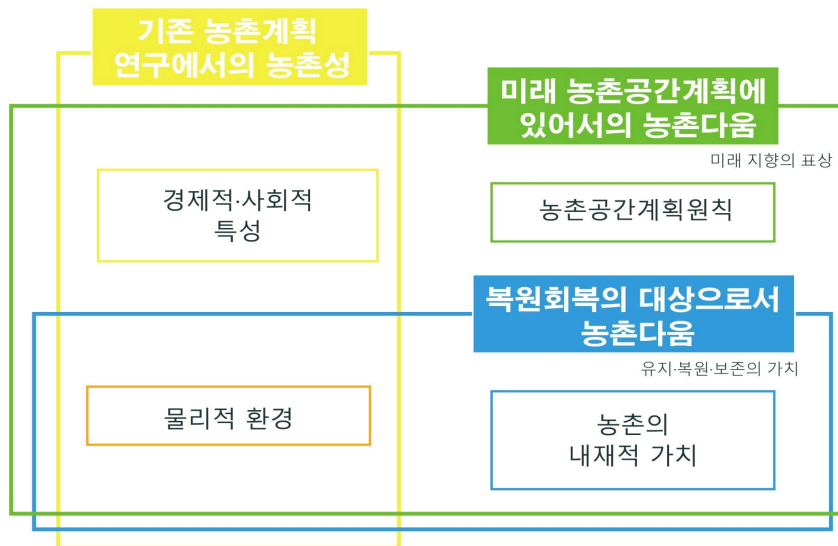 기존 농촌계획
연구에서의 농촌성
미래 농촌공간계획에
있어서의 농촌다움
미래 지향의 표상
경제적·사회적
특성
농촌공간계획원칙
복원회복의 대상으로서
농촌다움
유지·복원·보존의 가치
물리적 환경
농촌의
내재적 가치